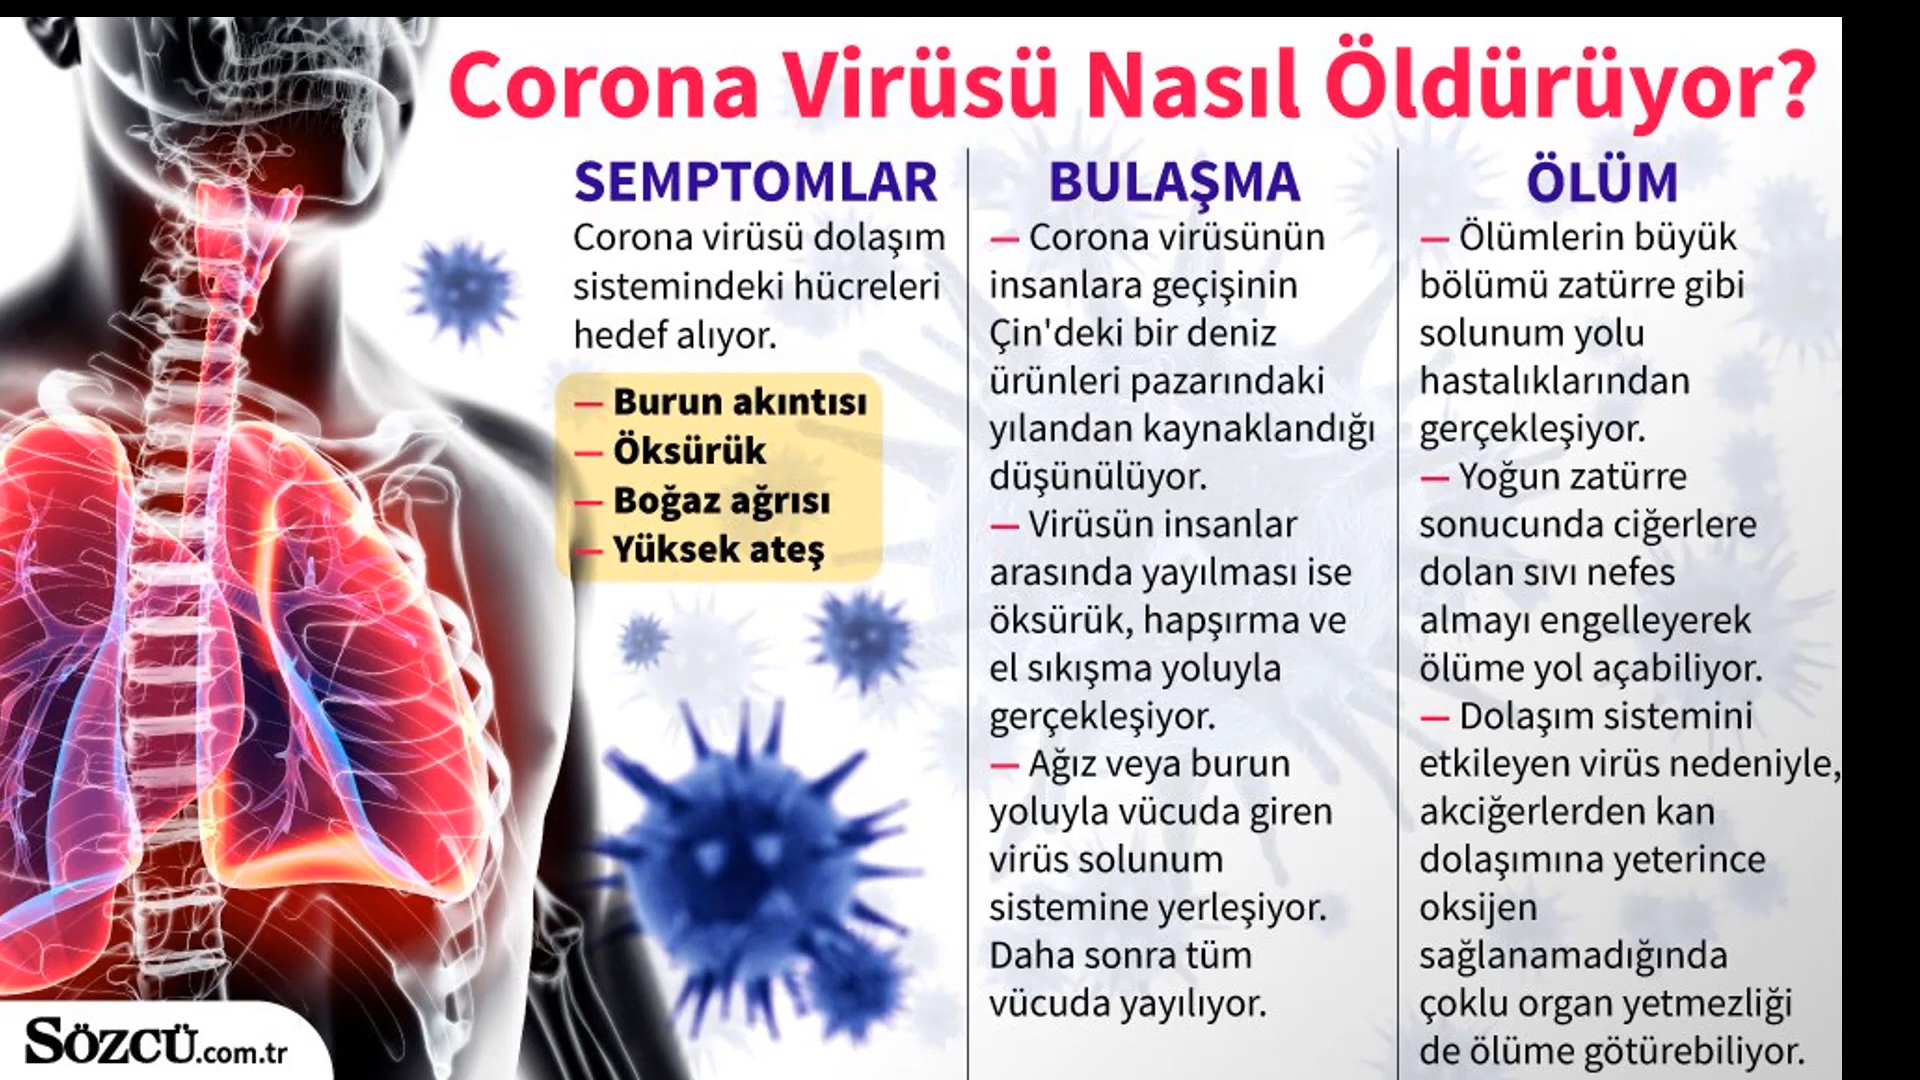 Corona Virüsü Nasıl Öldürüyor?
SEMPTOMLAR
Corona virüsü dolaşım
sistemindeki hücreleri
hedef alıyor.
— Burun akıntısı
— Öksürük
— Boğaz ağrısı
— Yüksek ateş
BULAŞMA
— Corona virüsünün
insanlara geçişinin
Çin'deki bir deniz
ürünleri pazarındaki
yılandan kaynaklandığı
düşünülüyor.
— Virüsün insanlar
arasında yayılması ise
öksürük, hapşırma ve
el sıkışma yoluyla
gerçekleşiyor.
— Ağız veya burun
yoluyla vücuda giren
virüs solunum
sistemine yerleşiyor.
Daha sonra tüm
vücuda yayılıyor.
ÖLÜM
— Ölümlerin büyük
bölümü zatürre gibi
solunum yolu
hastalıklarından
gerçekleşiyor.
— Yoğun zatürre
sonucunda ciğerlere
dolan sıvı nefes
almayı engelleyerek
ölüme yol açabiliyor.
— Dolaşım sistemini
etkileyen virüs nedeniyle,
akciğerlerden kan
dolaşımına yeterince
oksijen
sağlanamadığında
çoklu organ yetmezliği
de ölüme götürebiliyor.
SÖZCÜ.com.tr